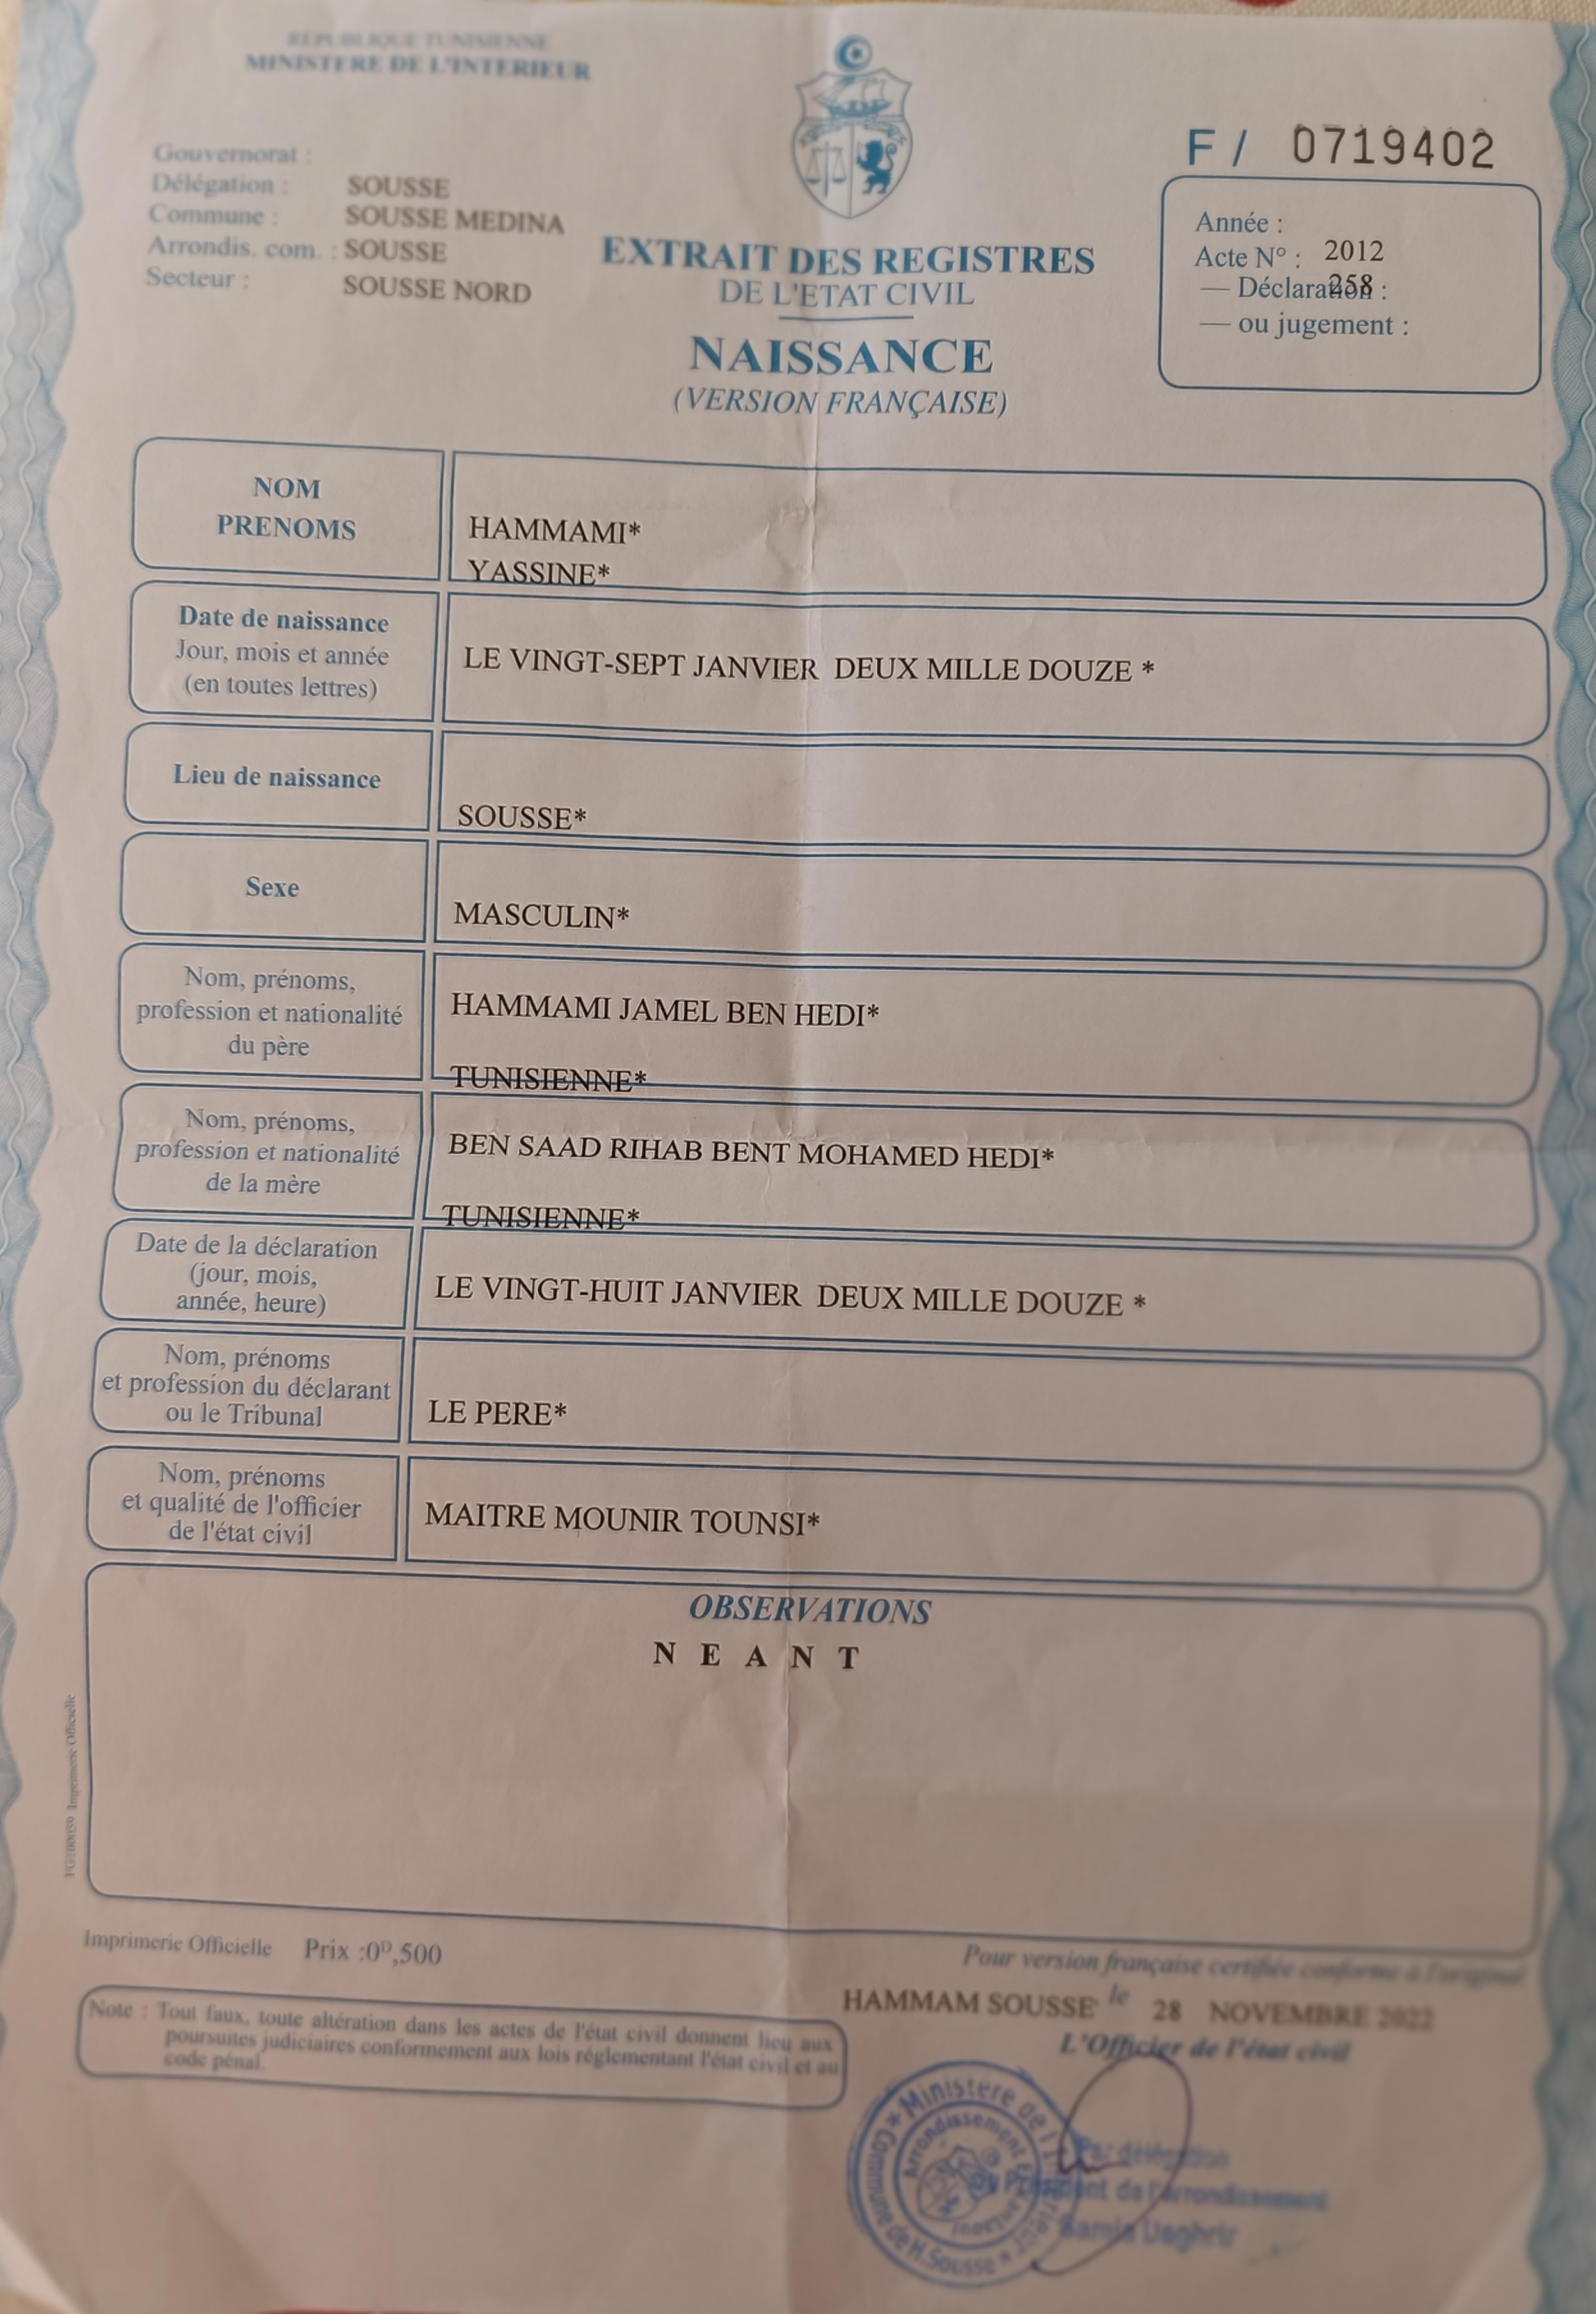 REPUBLIQUE TUNISIENNE
MINISTERE DE L'INTERIEUR
Gouvernorat :
Délégation : SOUSSE
Commune : SOUSSE MEDINA
Arrondis. com. : SOUSSE
Secteur : SOUSSE NORD
F / 0719402
Année :
Acte N° : 2012
— Déclaration : 258
— ou jugement :
EXTRAIT DES REGISTRES
DE L'ETAT CIVIL
NAISSANCE
(VERSION FRANÇAISE)
NOM
PRENOMS
HAMMAMI*
YASSINE*
Date de naissance
Jour, mois et année
(en toutes lettres)
LE VINGT-SEPT JANVIER DEUX MILLE DOUZE *
Lieu de naissance
SOUSSE*
Sexe
MASCULIN*
Nom, prénoms,
profession et nationalité
du père
HAMMAMI JAMEL BEN HEDI*
TUNISIENNE*
Nom, prénoms,
profession et nationalité
de la mère
BEN SAAD RIHAB BENT MOHAMED HEDI*
TUNISIENNE*
Date de la déclaration
(jour, mois,
année, heure)
LE VINGT-HUIT JANVIER DEUX MILLE DOUZE *
Nom, prénoms
et profession du déclarant
ou le Tribunal
LE PERE*
Nom, prénoms
et qualité de l'officier
de l'état civil
MAITRE MOUNIR TOUNSI*
OBSERVATIONS
N E A N T
Imprimerie Officielle
Imprimerie Officielle Prix :0ᴰ,500
Note : Tout faux, toute altération dans les actes de l'état civil donnent lieu aux
poursuites judiciaires conformement aux lois réglementant l'état civil et au
code pénal.
Pour version française certifiée conforme à l'original
HAMMAM SOUSSE le 28 NOVEMBRE 2022
L'Officier de l'état civil
Ministère de l'Intérieur
Commune de H.Sousse
Arrondissement
Par délégation
du Président de l'arrondissement
Samia Daghrir